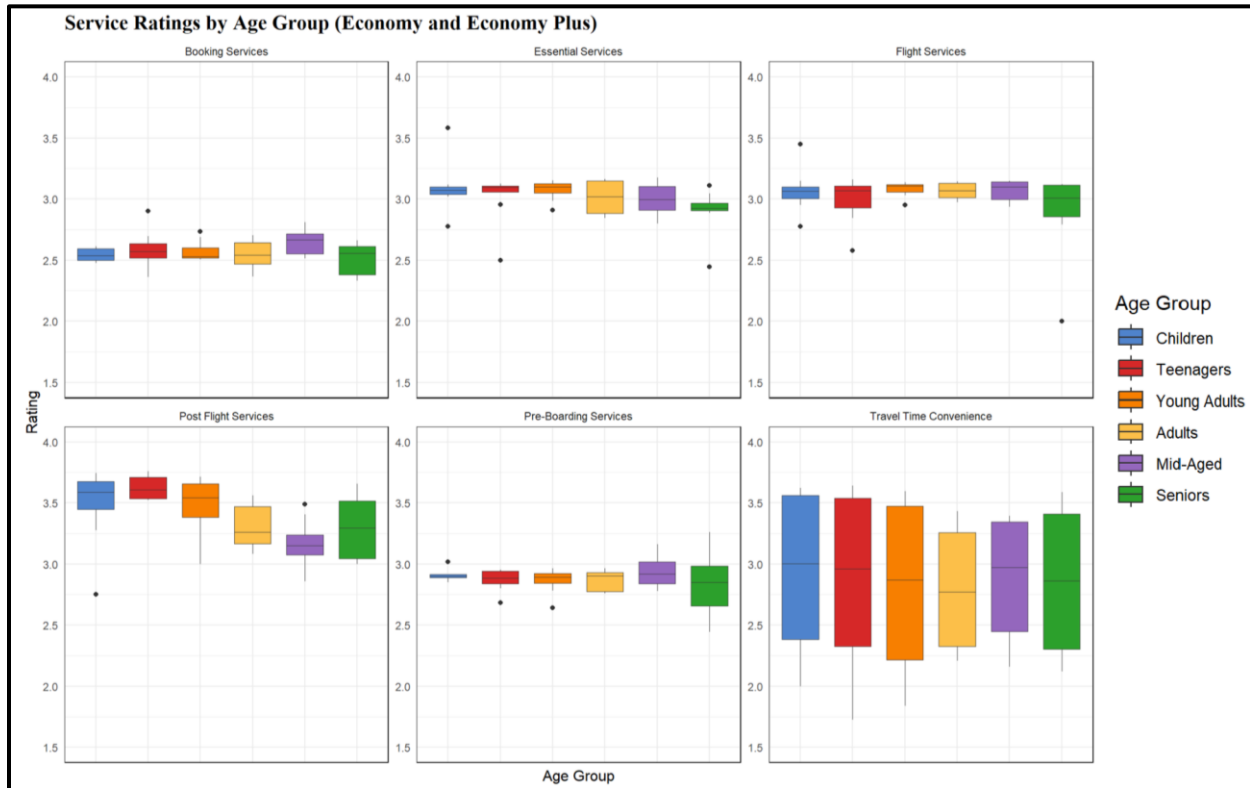 Service Ratings by Age Group (Economy and Economy Plus)
Booking Services
Essential Services
Flight Services
4.0
3.5
3.0
2.5
2.0
1.5
4.0
3.5
3.0
2.5
2.0
1.5
4.0
3.5
3.0
2.5
2.0
1.5
Rating
Post Flight Services
Pre-Boarding Services
Travel Time Convenience
4.0
3.5
3.0
2.5
2.0
1.5
4.0
3.5
3.0
2.5
2.0
1.5
4.0
3.5
3.0
2.5
2.0
1.5
Age Group
Age Group
Children
Teenagers
Young Adults
Adults
Mid-Aged
Seniors